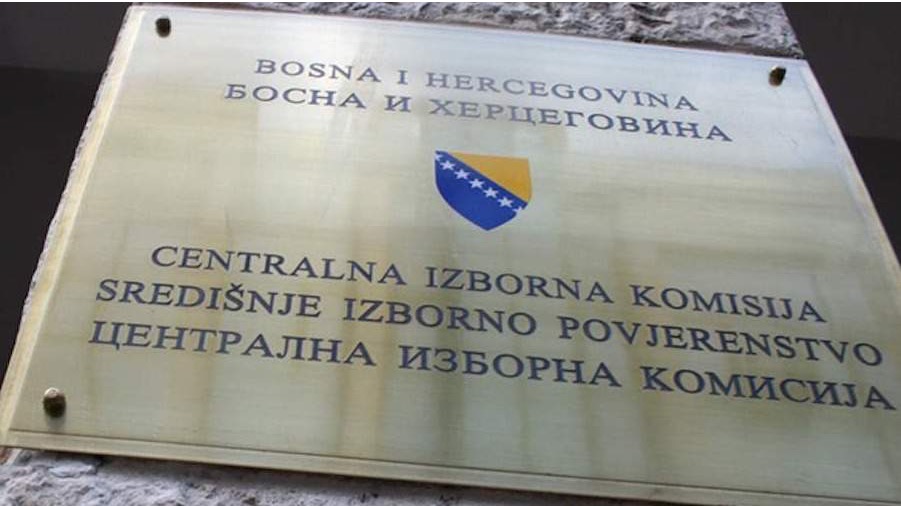 BOSNA I HERCEGOVINA
БОСНА И ХЕРЦЕГОВИНА
CENTRALNA IZBORNA KOMISIJA
SREDIŠNJE IZBORNO POVJERENSTVO
ЦЕНТРАЛНА ИЗБОРНА КОМИСИЈА